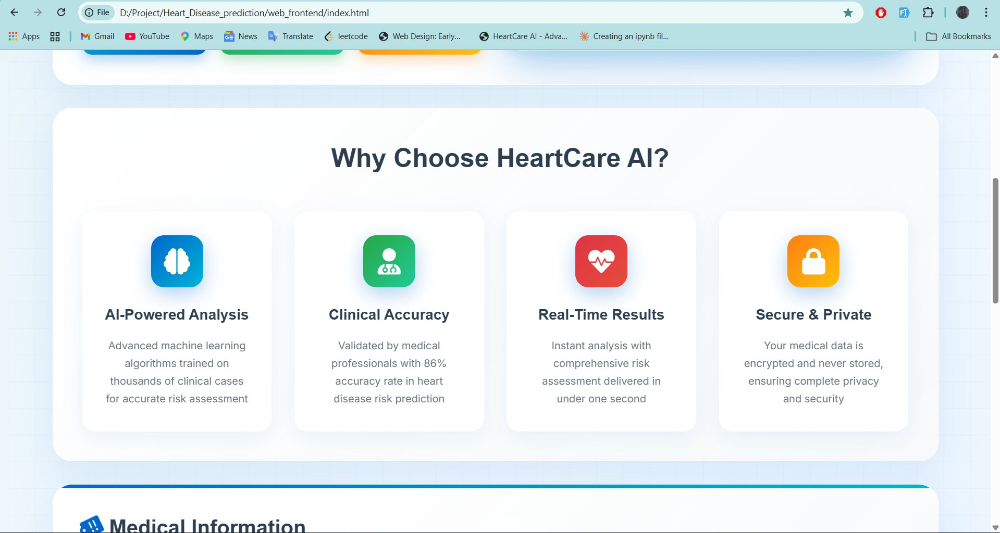 File D:/Project/Heart_Disease_prediction/web_frontend/index.html
Apps Gmail YouTube Maps News Translate leetcode Web Design: Early... HeartCare AI - Adva... Creating an ipynb fil... All Bookmarks
Why Choose HeartCare AI?
AI-Powered Analysis
Advanced machine learning
algorithms trained on
thousands of clinical cases
for accurate risk assessment
Clinical Accuracy
Validated by medical
professionals with 86%
accuracy rate in heart
disease risk prediction
Real-Time Results
Instant analysis with
comprehensive risk
assessment delivered in
under one second
Secure & Private
Your medical data is
encrypted and never stored,
ensuring complete privacy
and security
Medical Information